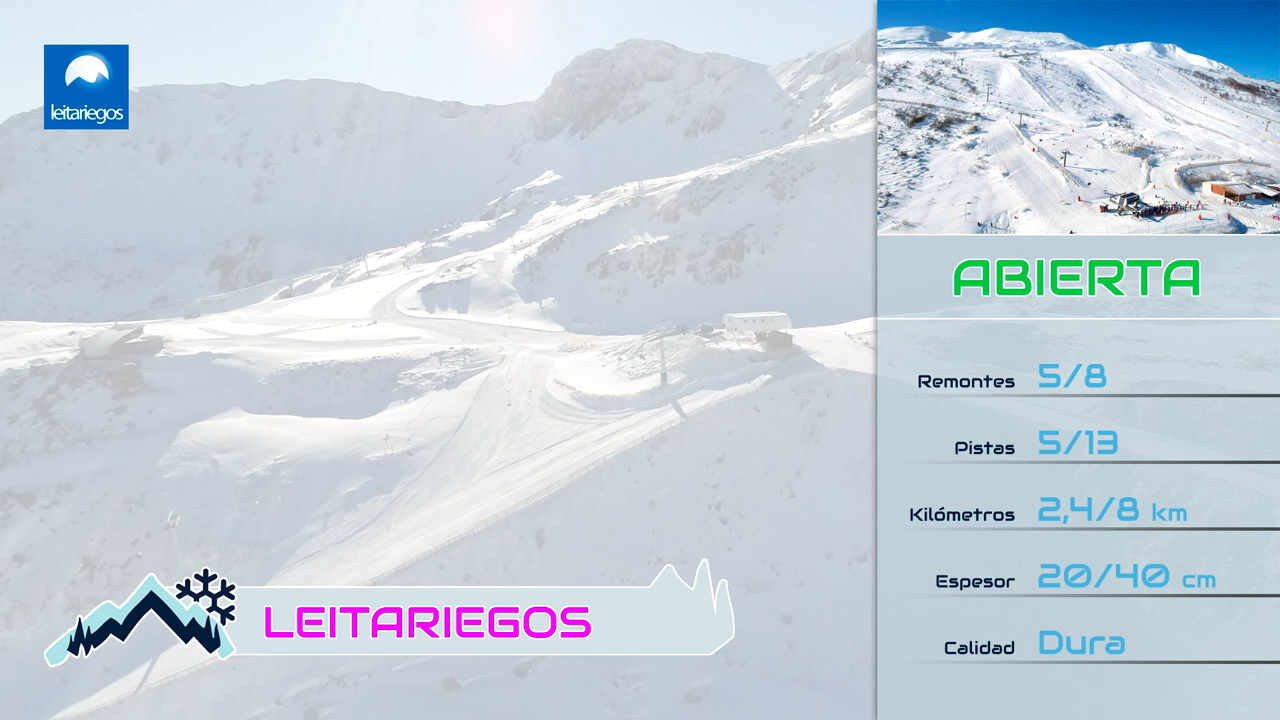 leitariegos
LEITARIEGOS
ABIERTA
Remontes 5/8
Pistas 5/13
Kilómetros 2,4/8 km
Espesor 20/40 cm
Calidad Dura